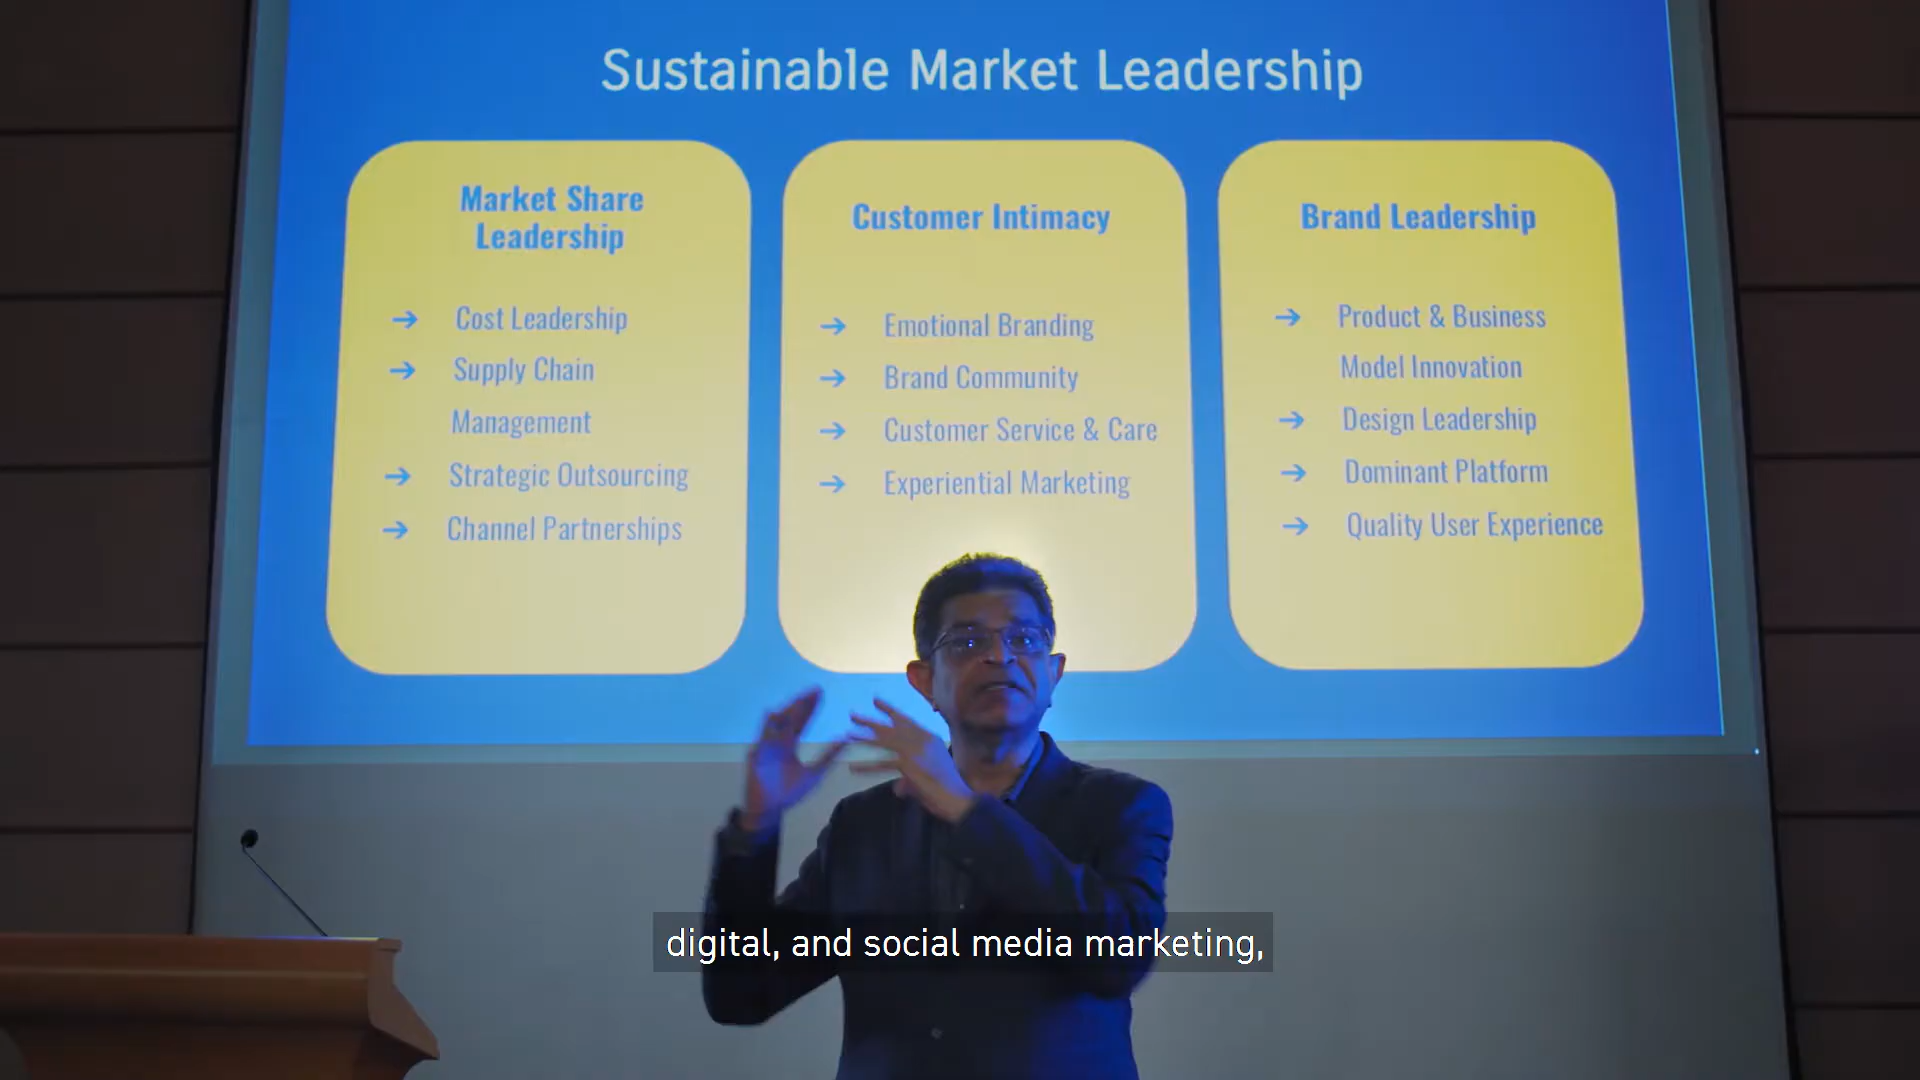 Sustainable Market Leadership
Market Share
Leadership
→ Cost Leadership
→ Supply Chain
Management
→ Strategic Outsourcing
→ Channel Partnerships
Customer Intimacy
→ Emotional Branding
→ Brand Community
→ Customer Service & Care
→ Experiential Marketing
Brand Leadership
→ Product & Business
Model Innovation
→ Design Leadership
→ Dominant Platform
→ Quality User Experience
digital, and social media marketing,